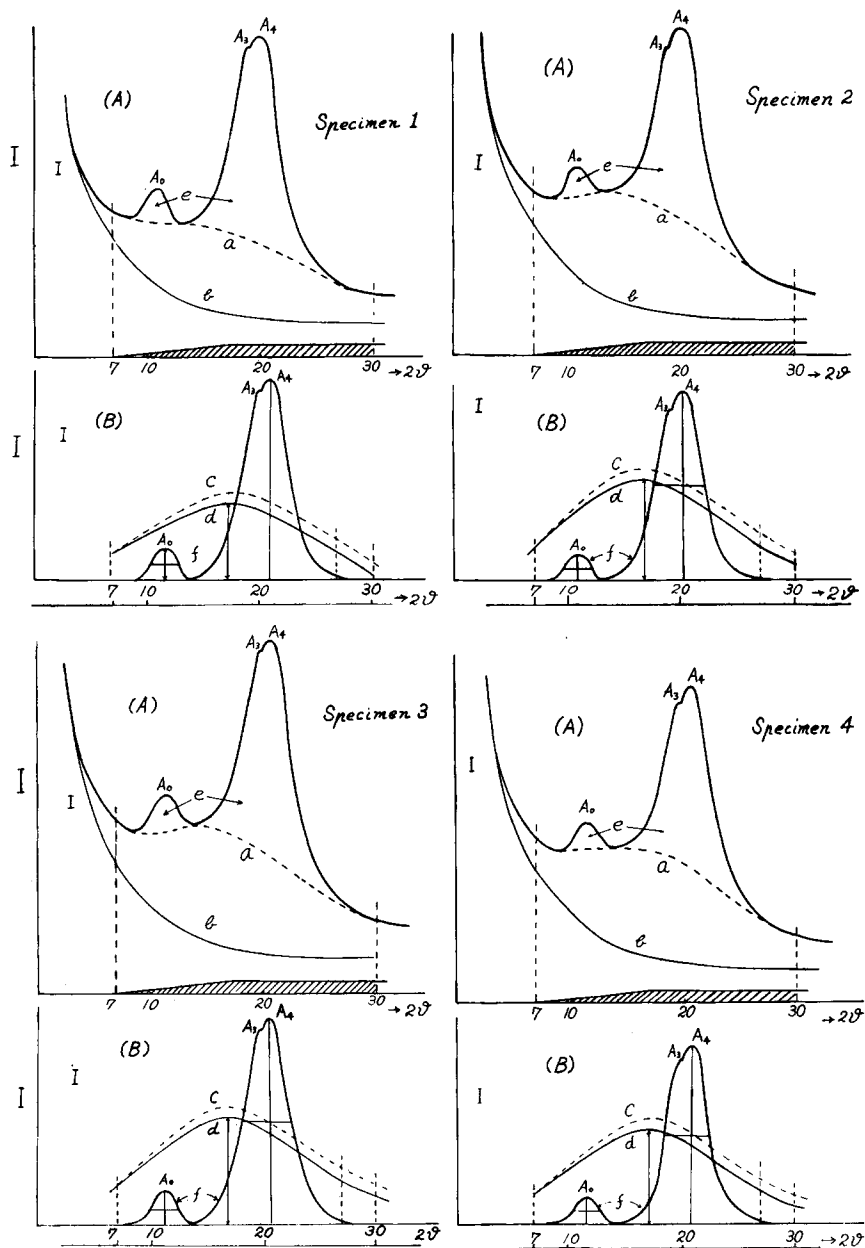 (A)
Specimen 1
I
I
A₀
A₃
A₄
e
a
b
7 10 20 30 →2ϑ
(B)
I
I
A₃
A₄
C
d
A₀
f
7 10 20 30 →2ϑ
(A)
Specimen 2
I
A₀
A₃
A₄
e
a
b
7 10 20 30 →2ϑ
(B)
I
A₃
A₄
C
d
A₀
f
7 10 20 30 →2ϑ
(A)
Specimen 3
I
I
A₀
A₃
A₄
e
a
b
7 10 20 30 →2ϑ
(B)
I
I
A₃
A₄
C
d
A₀
f
7 10 20 30 2ϑ
(A)
Specimen 4
I
A₀
A₃
A₄
e
a
b
7 10 20 30 →2ϑ
(B)
I
A₃
A₄
C
d
A₀
f
7 10 20 30 →2ϑ